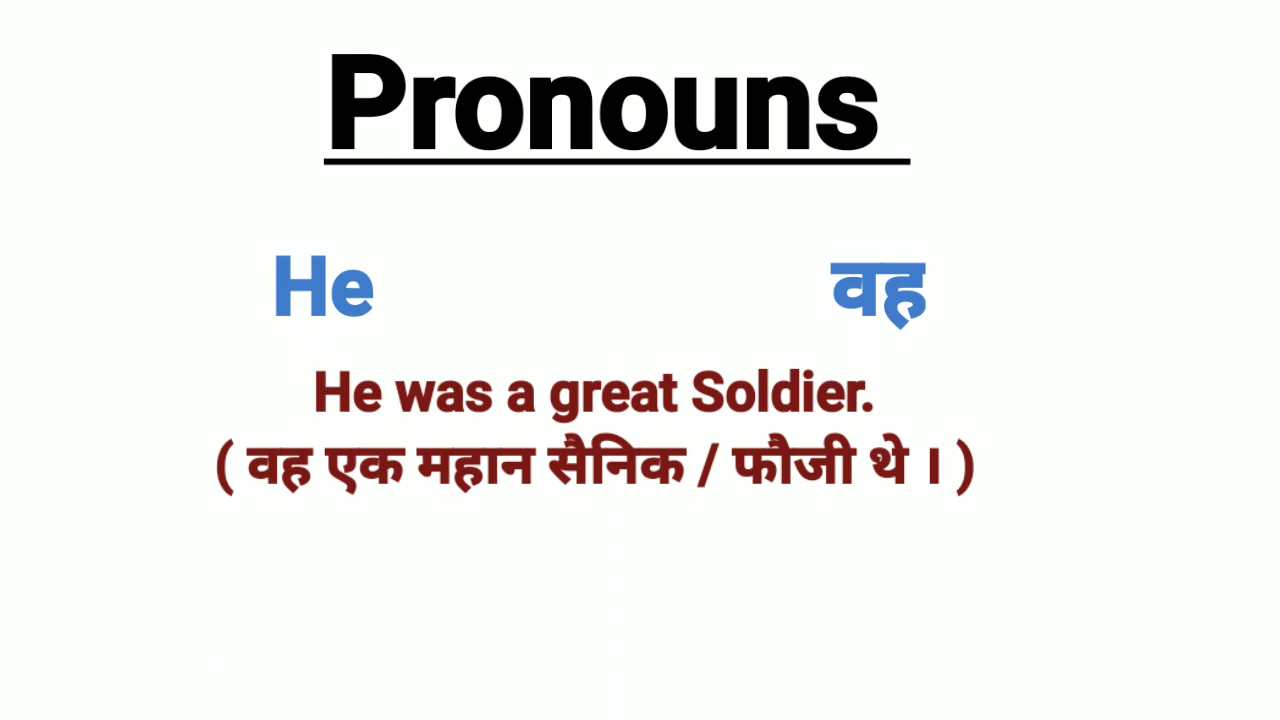 Pronouns
He वह
He was a great Soldier.
( वह एक महान सैनिक / फौजी थे । )